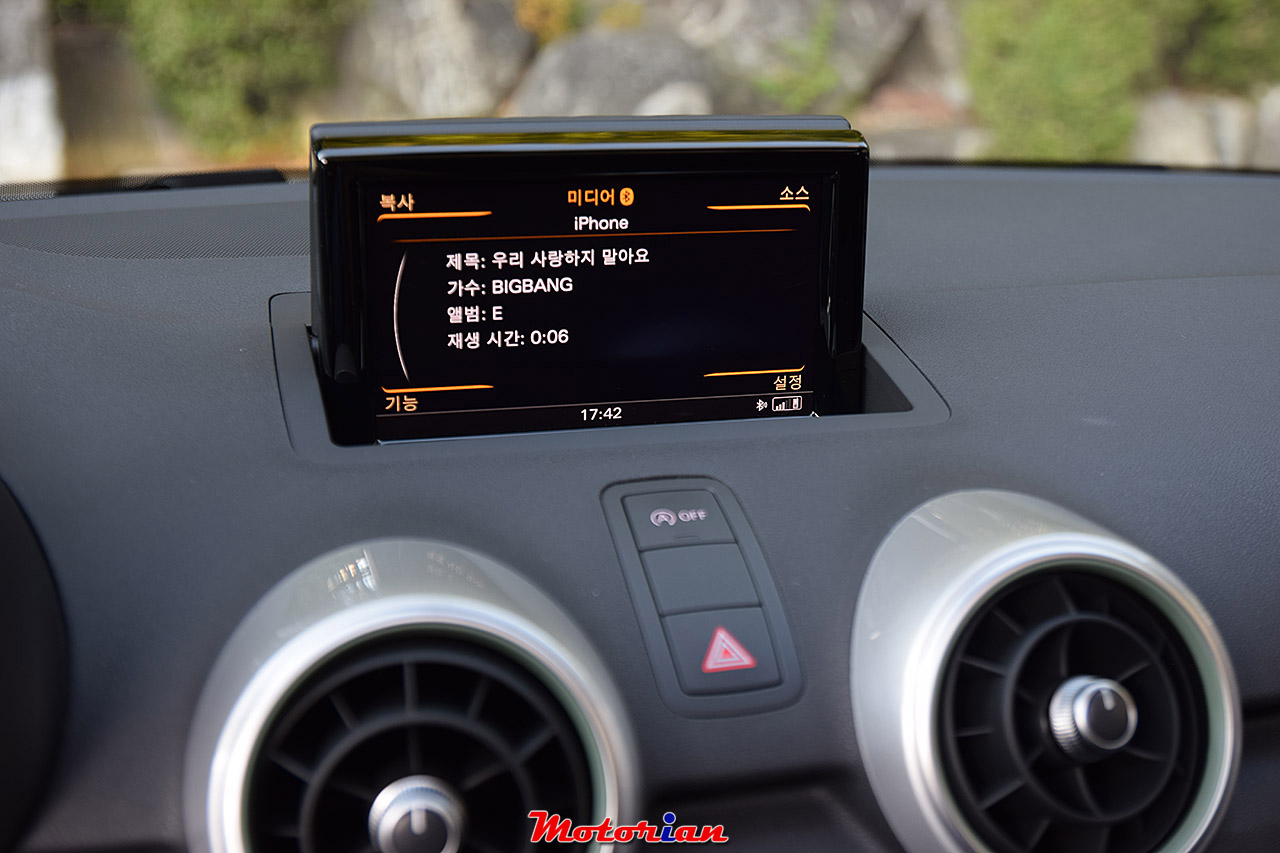 복사
미디어
소스
iPhone
제목: 우리 사랑하지 말아요
가수: BIGBANG
앨범: E
재생 시간: 0:06
기능
설정
17:42
A OFF
Motorian